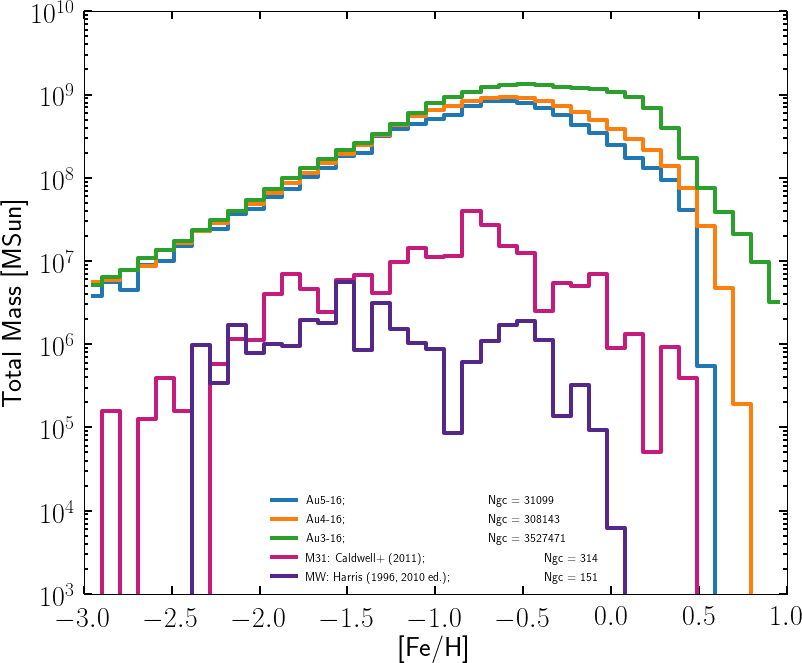 10^10
10^9
10^8
10^7
10^6
10^5
10^4
10^3
Total Mass [MSun]
Au5-16; Ngc = 31099
Au4-16; Ngc = 308143
Au3-16; Ngc = 3527471
M31: Caldwell+ (2011); Ngc = 314
MW: Harris (1996, 2010 ed.); Ngc = 151
−3.0 −2.5 −2.0 −1.5 −1.0 −0.5 0.0 0.5 1.0
[Fe/H]